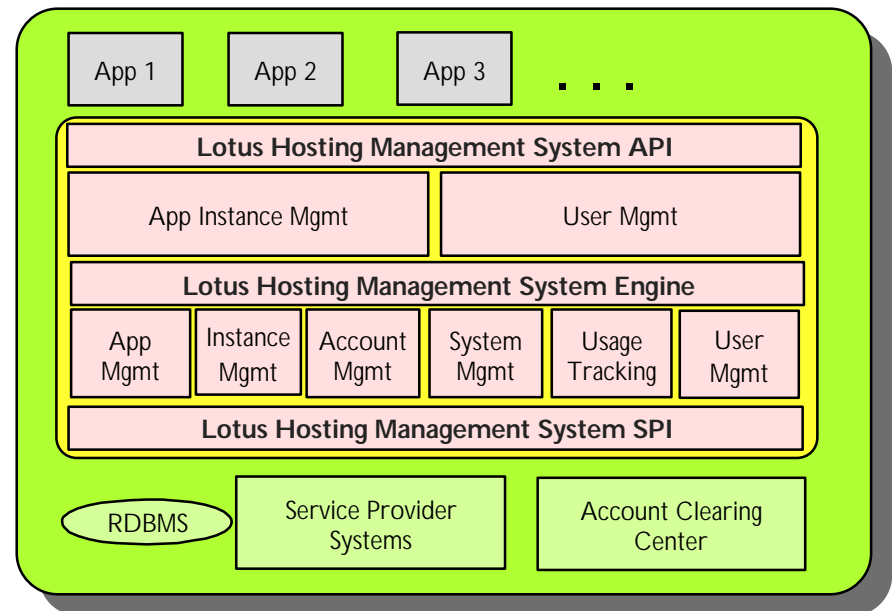 App 1
App 2
App 3
. . .
Lotus Hosting Management System API
App Instance Mgmt
User Mgmt
Lotus Hosting Management System Engine
App
Mgmt
Instance
Mgmt
Account
Mgmt
System
Mgmt
Usage
Tracking
User
Mgmt
Lotus Hosting Management System SPI
RDBMS
Service Provider
Systems
Account Clearing
Center